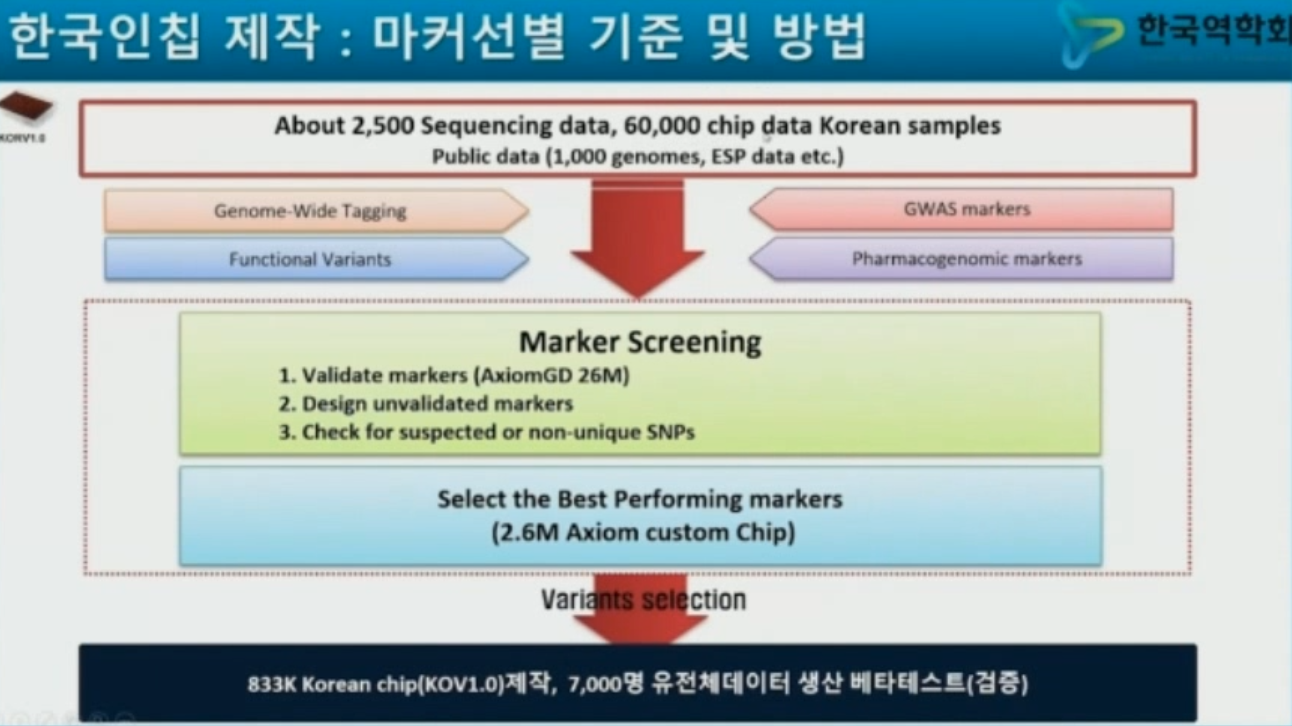 한국인칩 제작 : 마커선별 기준 및 방법
한국역학회
KORV1.0
About 2,500 Sequencing data, 60,000 chip data Korean samples
Public data (1,000 genomes, ESP data etc.)
Genome-Wide Tagging
GWAS markers
Functional Variants
Pharmacogenomic markers
Marker Screening
1. Validate markers (AxiomGD 26M)
2. Design unvalidated markers
3. Check for suspected or non-unique SNPs
Select the Best Performing markers
(2.6M Axiom custom Chip)
Variants selection
833K Korean chip(KOV1.0)제작, 7,000명 유전체데이터 생산 베타테스트(검증)